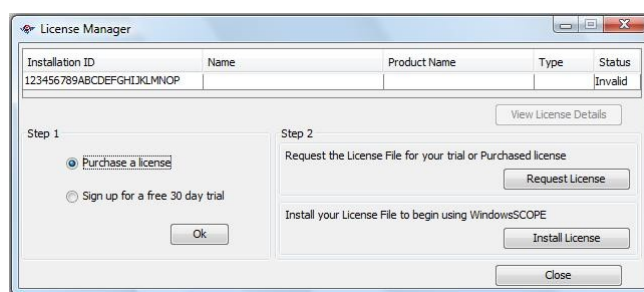 License Manager
Installation ID Name Product Name Type Status
123456789ABCDEFGHIJKLMNOP Invalid
View License Details
Step 1
Purchase a license
Sign up for a free 30 day trial
Ok
Step 2
Request the License File for your trial or Purchased license
Request License
Install your License File to begin using WindowsSCOPE
Install License
Close